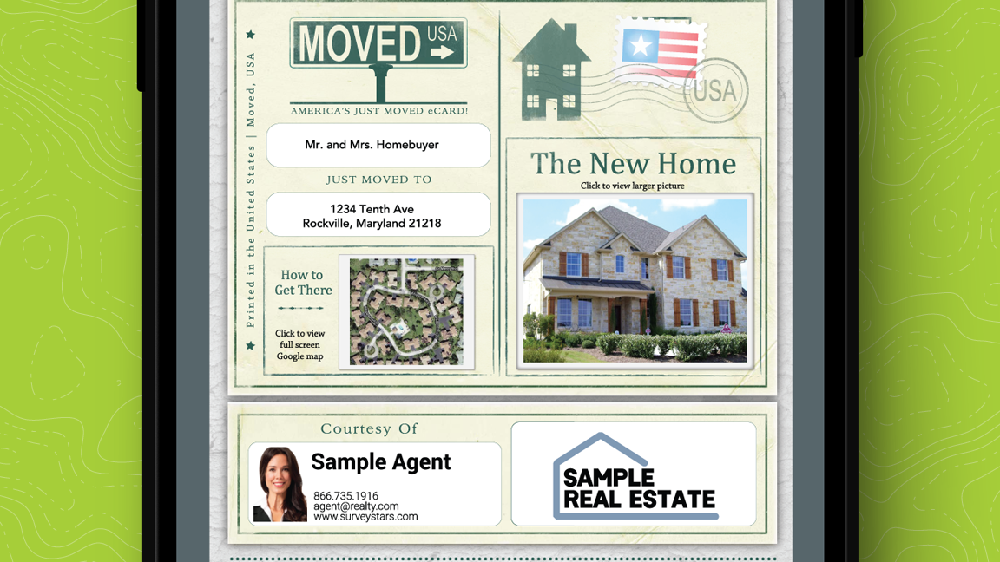 MOVED USA
AMERICA'S JUST MOVED eCARD!
Printed in the United States | Moved, USA
Mr. and Mrs. Homebuyer
JUST MOVED TO
1234 Tenth Ave
Rockville, Maryland 21218
How to
Get There
Click to view
full screen
Google map
USA
The New Home
Click to view larger picture
Courtesy Of
Sample Agent
866.735.1916
agent@realty.com
www.surveystars.com
SAMPLE
REAL ESTATE